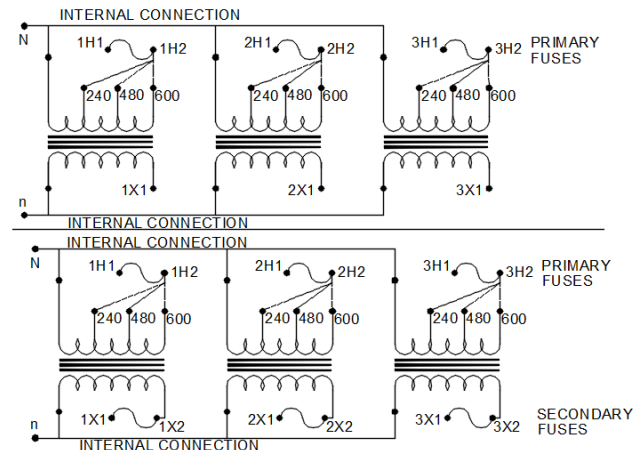 INTERNAL CONNECTION
N
1H1 1H2 2H1 2H2 3H1 3H2 PRIMARY
FUSES
240 480 600 240 480 600 240 480 600
1X1 2X1 3X1
n
INTERNAL CONNECTION
INTERNAL CONNECTION
N
1H1 1H2 2H1 2H2 3H1 3H2 PRIMARY
FUSES
240 480 600 240 480 600 240 480 600
1X1 1X2 2X1 2X2 3X1 3X2 SECONDARY
FUSES
n
INTERNAL CONNECTION